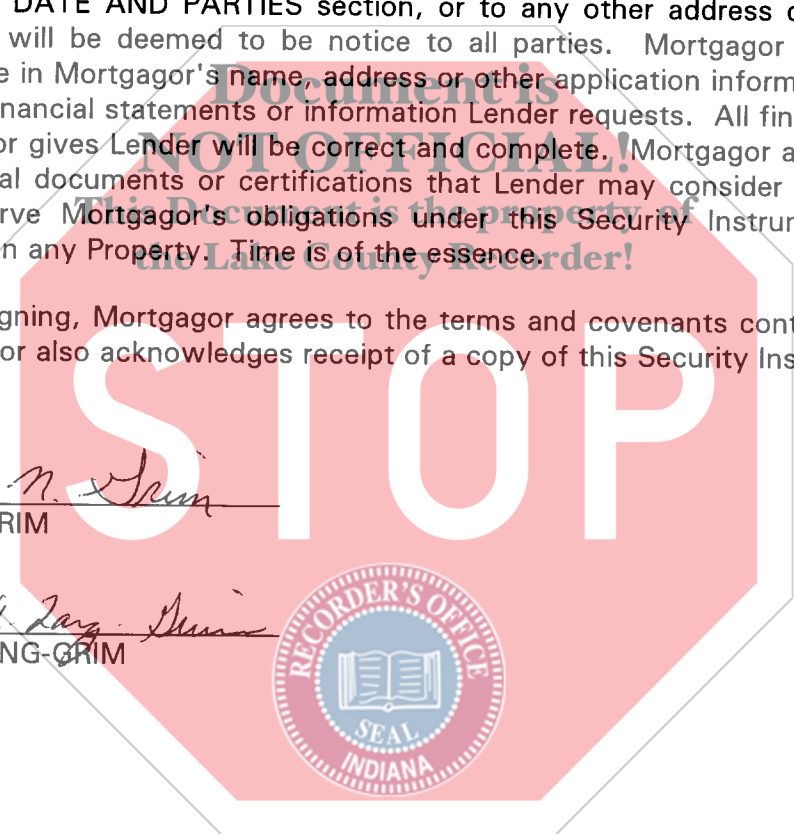 DATE AND PARTIES section, or to any other address
will be deemed to be notice to all parties. Mortgagor
e in Mortgagor's name, address or other application inform
nancial statements or information Lender requests. All fin
or gives Lender will be correct and complete. Mortgagor a
al documents or certifications that Lender may consider
rve Mortgagor's obligations under this Security Instru
n any Property. Time is of the essence.
Document is
NOT OFFICIAL!
This Document is the property of
the Lake County Recorder!
gning, Mortgagor agrees to the terms and covenants cont
or also acknowledges receipt of a copy of this Security Ins
STOP
N. Grim
RIM
Lang-Grim
NG-GRIM
RECORDER'S OFFICE
SEAL
INDIANA